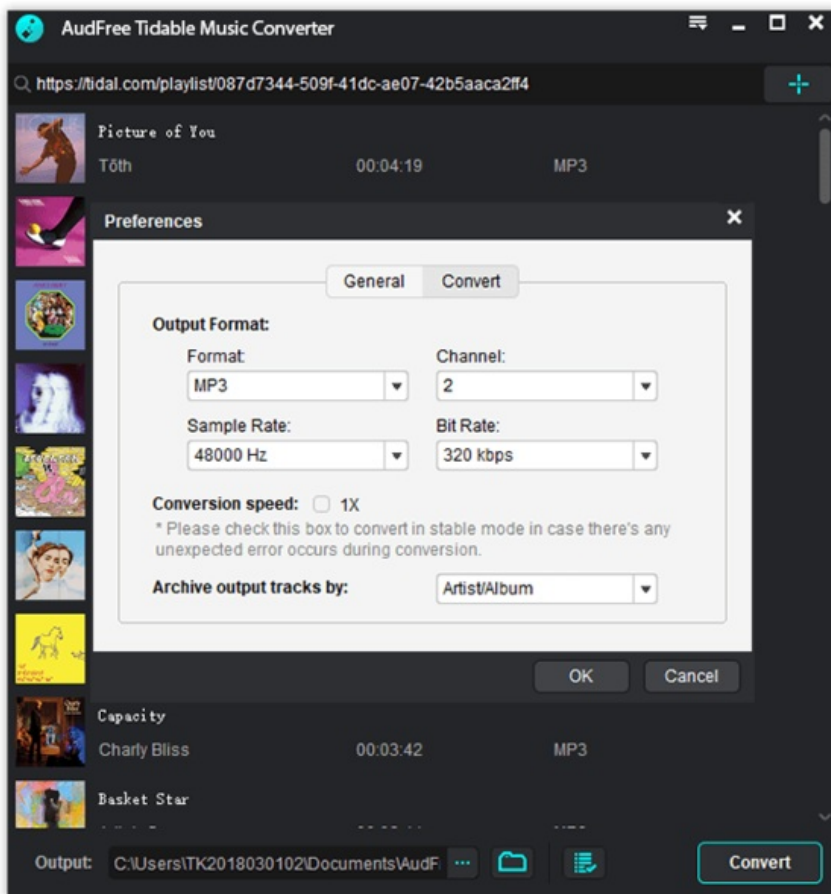 AudFree Tidable Music Converter
https://tidal.com/playlist/087d7344-509f-41dc-ae07-42b5aaca2ff4
Picture of You
Tōth 00:04:19 MP3
Preferences
General Convert
Output Format:
Format: Channel:
MP3 2
Sample Rate: Bit Rate:
48000 Hz 320 kbps
Conversion speed: 1X
* Please check this box to convert in stable mode in case there's any
unexpected error occurs during conversion.
Archive output tracks by: Artist/Album
OK Cancel
Capacity
Charly Bliss 00:03:42 MP3
Basket Star
Output: C:\Users\TK2018030102\Documents\AudF ...
Convert